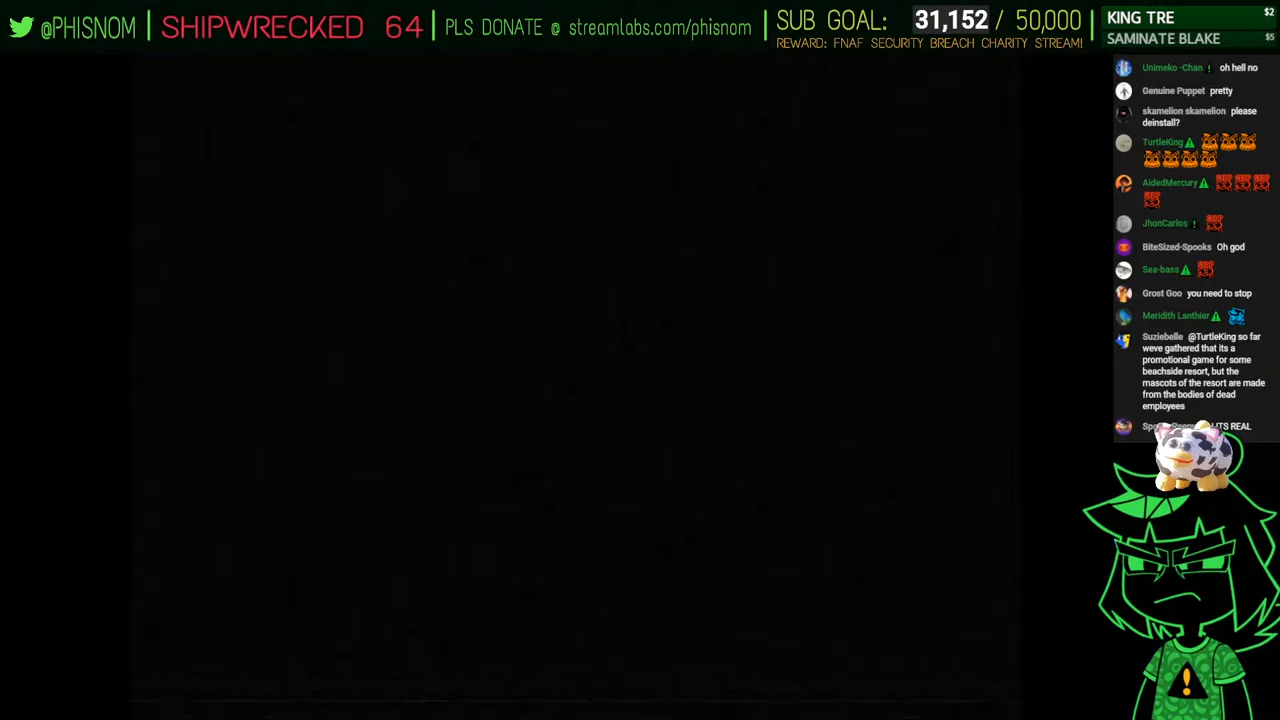 @PHISNOM | SHIPWRECKED 64 | PLS DONATE @ streamlabs.com/phisnom
SUB GOAL: 31,152 / 50,000
REWARD: FNAF SECURITY BREACH CHARITY STREAM!
KING TRE $2
SAMINATE BLAKE $5
Unimeko -Chan oh hell no
Genuine Puppet pretty
skamelion skamelion please
deinstall?
TurtleKing
AidedMercury
JhonCarlos
BiteSized-Spooks Oh god
Sea-bass
Grost Goo you need to stop
Meridith Lanthier
Suziebelle @TurtleKing so far
weve gathered that its a
promotional game for some
beachside resort, but the
mascots of the resort are made
from the bodies of dead
employees
ITS REAL